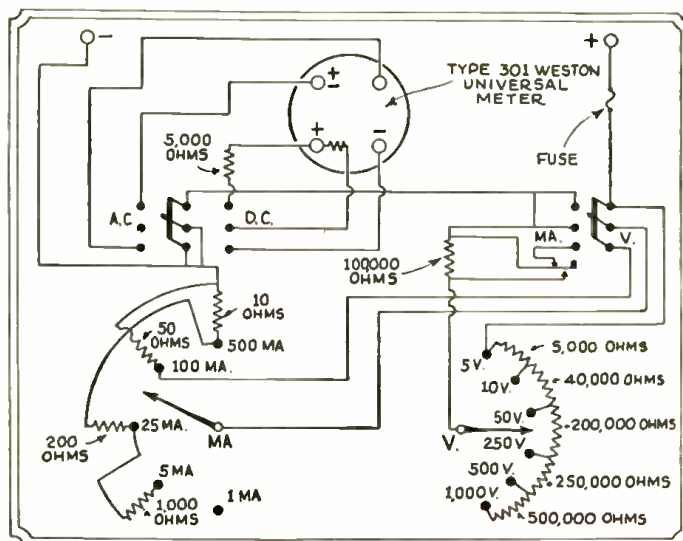 -
+
TYPE 301 WESTON
UNIVERSAL
METER
±
+
-
5,000
OHMS
FUSE
A.C.
D.C.
MA.
V.
100,000
OHMS
10
OHMS
50
OHMS
500 MA
100 MA.
5 V.
5,000 OHMS
10 V.
40,000 OHMS
50 V.
200
OHMS
25 MA.
MA
V.
200,000 OHMS
250 V
5 MA
500 V.
250,000 OHMS
1,000
OHMS
1 MA
1,000 V.
500,000 OHMS